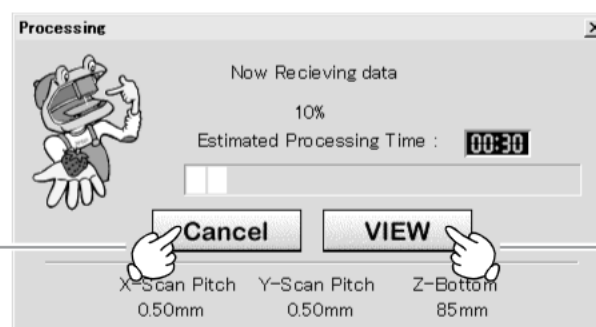 Processing
Now Recieving data
10%
Estimated Processing Time : 00:30
Cancel VIEW
X-Scan Pitch Y-Scan Pitch Z-Bottom
0.50mm 0.50mm 85mm